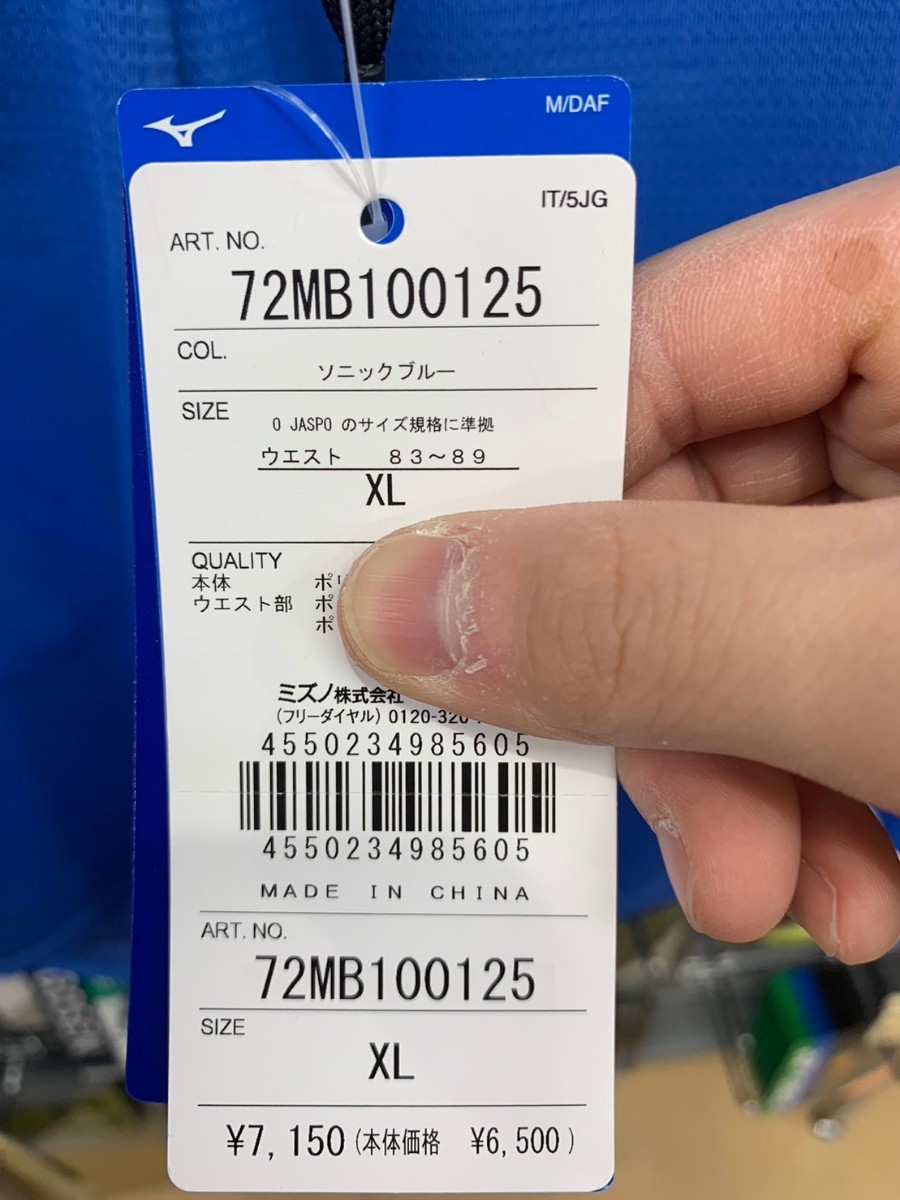 M/DAF
IT/5JG
ART. NO.
72MB100125
COL.
ソニックブルー
SIZE
O JASPO のサイズ規格に準拠
ウエスト 83〜89
XL
QUALITY
本体
ウエスト部
ミズノ株式会社
(フリーダイヤル) 0120-320-
4550234985605
4550234985605
MADE IN CHINA
ART. NO.
72MB100125
SIZE
XL
¥7,150(本体価格 ¥6,500)